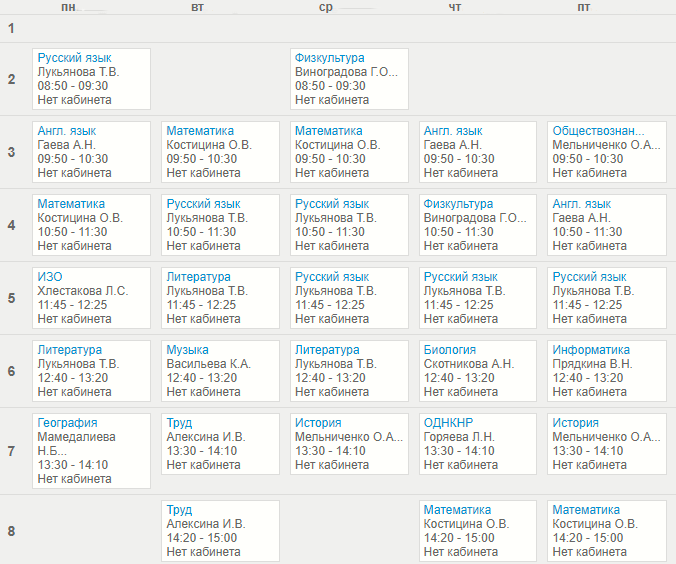 пн вт ср чт пт
1
2
Русский язык
Лукьянова Т.В.
08:50 - 09:30
Нет кабинета
Физкультура
Виноградова Г.О...
08:50 - 09:30
Нет кабинета
3
Англ. язык
Гаева А.Н.
09:50 - 10:30
Нет кабинета
Математика
Костицина О.В.
09:50 - 10:30
Нет кабинета
Математика
Костицина О.В.
09:50 - 10:30
Нет кабинета
Англ. язык
Гаева А.Н.
09:50 - 10:30
Нет кабинета
Обществознан...
Мельниченко О.А...
09:50 - 10:30
Нет кабинета
4
Математика
Костицина О.В.
10:50 - 11:30
Нет кабинета
Русский язык
Лукьянова Т.В.
10:50 - 11:30
Нет кабинета
Русский язык
Лукьянова Т.В.
10:50 - 11:30
Нет кабинета
Физкультура
Виноградова Г.О...
10:50 - 11:30
Нет кабинета
Англ. язык
Гаева А.Н.
10:50 - 11:30
Нет кабинета
5
ИЗО
Хлестакова Л.С.
11:45 - 12:25
Нет кабинета
Литература
Лукьянова Т.В.
11:45 - 12:25
Нет кабинета
Русский язык
Лукьянова Т.В.
11:45 - 12:25
Нет кабинета
Русский язык
Лукьянова Т.В.
11:45 - 12:25
Нет кабинета
Русский язык
Лукьянова Т.В.
11:45 - 12:25
Нет кабинета
6
Литература
Лукьянова Т.В.
12:40 - 13:20
Нет кабинета
Музыка
Васильева К.А.
12:40 - 13:20
Нет кабинета
Литература
Лукьянова Т.В.
12:40 - 13:20
Нет кабинета
Биология
Скотникова А.Н.
12:40 - 13:20
Нет кабинета
Информатика
Прядкина В.Н.
12:40 - 13:20
Нет кабинета
7
География
Мамедалиева
Н.Б...
13:30 - 14:10
Нет кабинета
Труд
Алексина И.В.
13:30 - 14:10
Нет кабинета
История
Мельниченко О.А...
13:30 - 14:10
Нет кабинета
ОДНКНР
Горяева Л.Н.
13:30 - 14:10
Нет кабинета
История
Мельниченко О.А...
13:30 - 14:10
Нет кабинета
8
Труд
Алексина И.В.
14:20 - 15:00
Нет кабинета
Математика
Костицина О.В.
14:20 - 15:00
Нет кабинета
Математика
Костицина О.В.
14:20 - 15:00
Нет кабинета